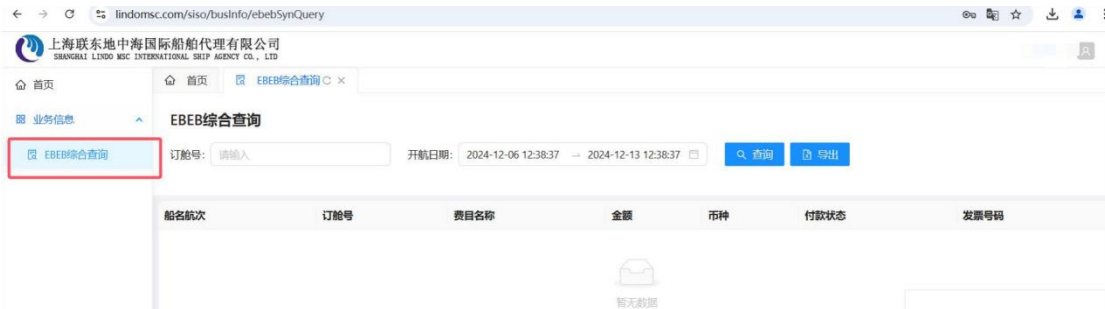 lindomsc.com/siso/busInfo/ebebSynQuery
上海联东地中海国际船舶代理有限公司
SHANGHAI LINDO MSC INTERNATIONAL SHIP AGENCY CO., LTD
首页
首页 EBEB综合查询
业务信息
EBEB综合查询
EBEB综合查询
订舱号: 请输入 开航日期: 2024-12-06 12:38:37 → 2024-12-13 12:38:37 查询 导出
船名航次 订舱号 费目名称 金额 币种 付款状态 发票号码
暂无数据